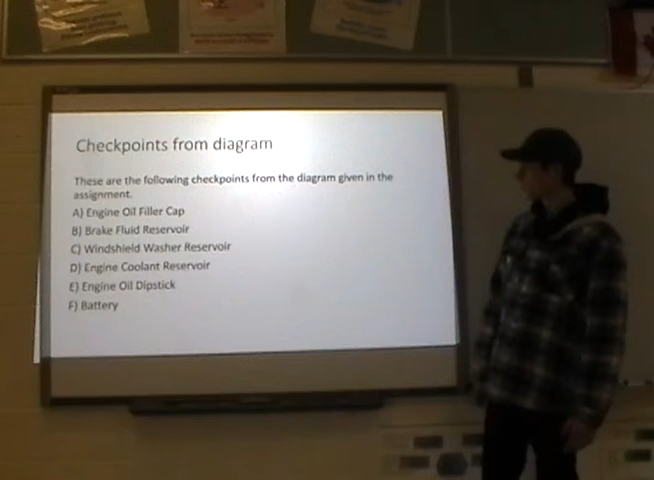 Checkpoints from diagram
These are the following checkpoints from the diagram given in the
assignment.
A) Engine Oil Filler Cap
B) Brake Fluid Reservoir
C) Windshield Washer Reservoir
D) Engine Coolant Reservoir
E) Engine Oil Dipstick
F) Battery